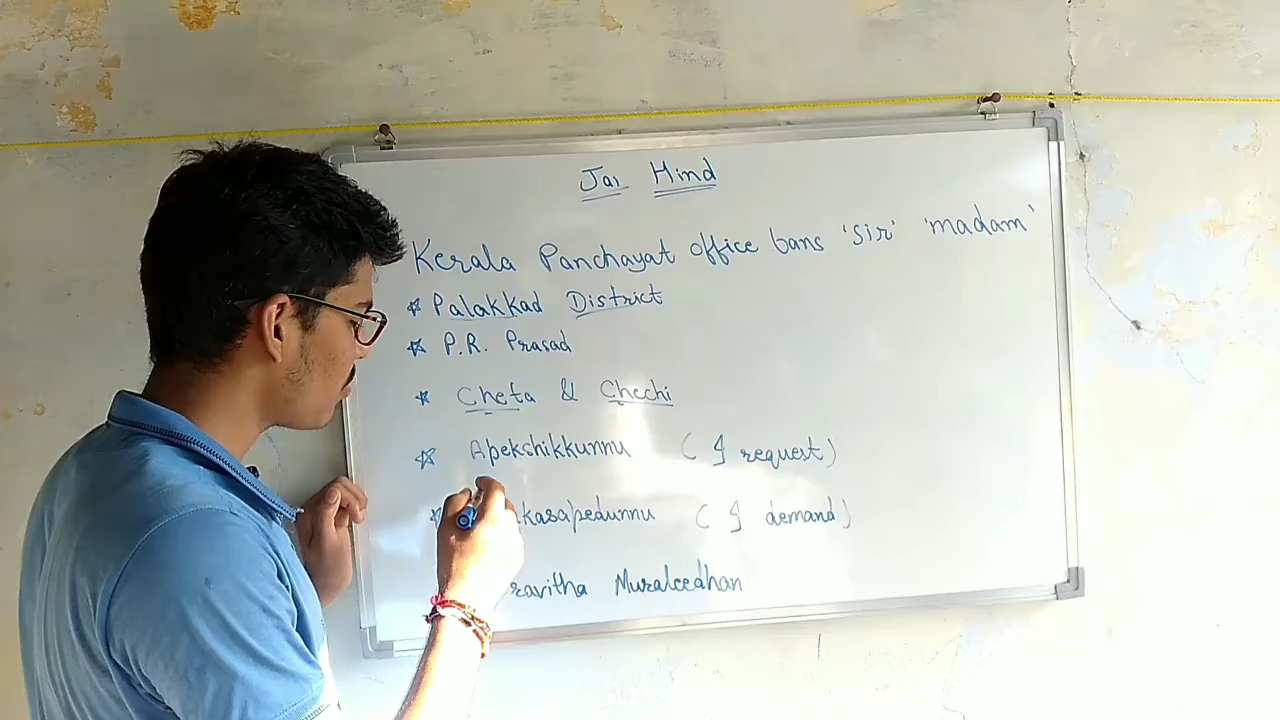 Jai Hind
Kerala Panchayat office bans 'sir' 'madam'
* Palakkad District
* P.R. Prasad
* Cheta & Chechi
* Apekshikkunnu ( I request )
* kasapedunnu ( I demand )
ravitha Muraleedhan